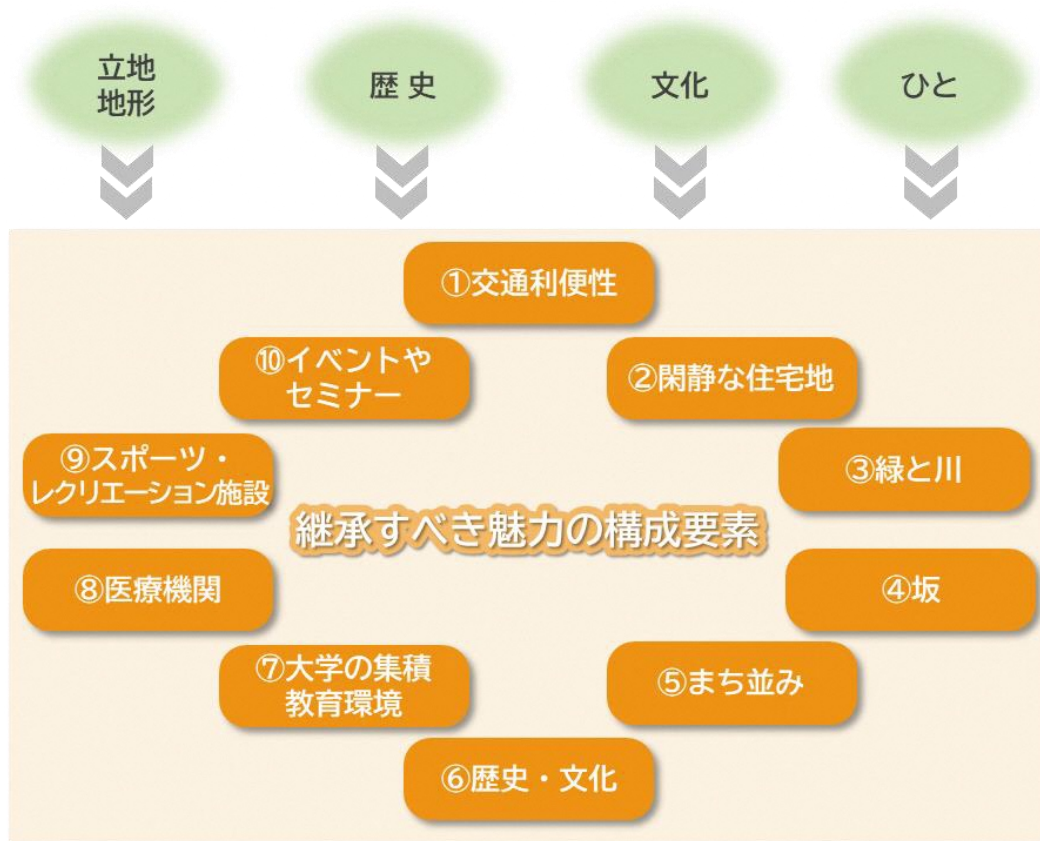 立地
地形
歴 史
文化
ひと
①交通利便性
⑩イベントや
セミナー
②閑静な住宅地
⑨スポーツ・
レクリエーション施設
③緑と川
継承すべき魅力の構成要素
⑧医療機関
④坂
⑦大学の集積
教育環境
⑤まち並み
⑥歴史・文化